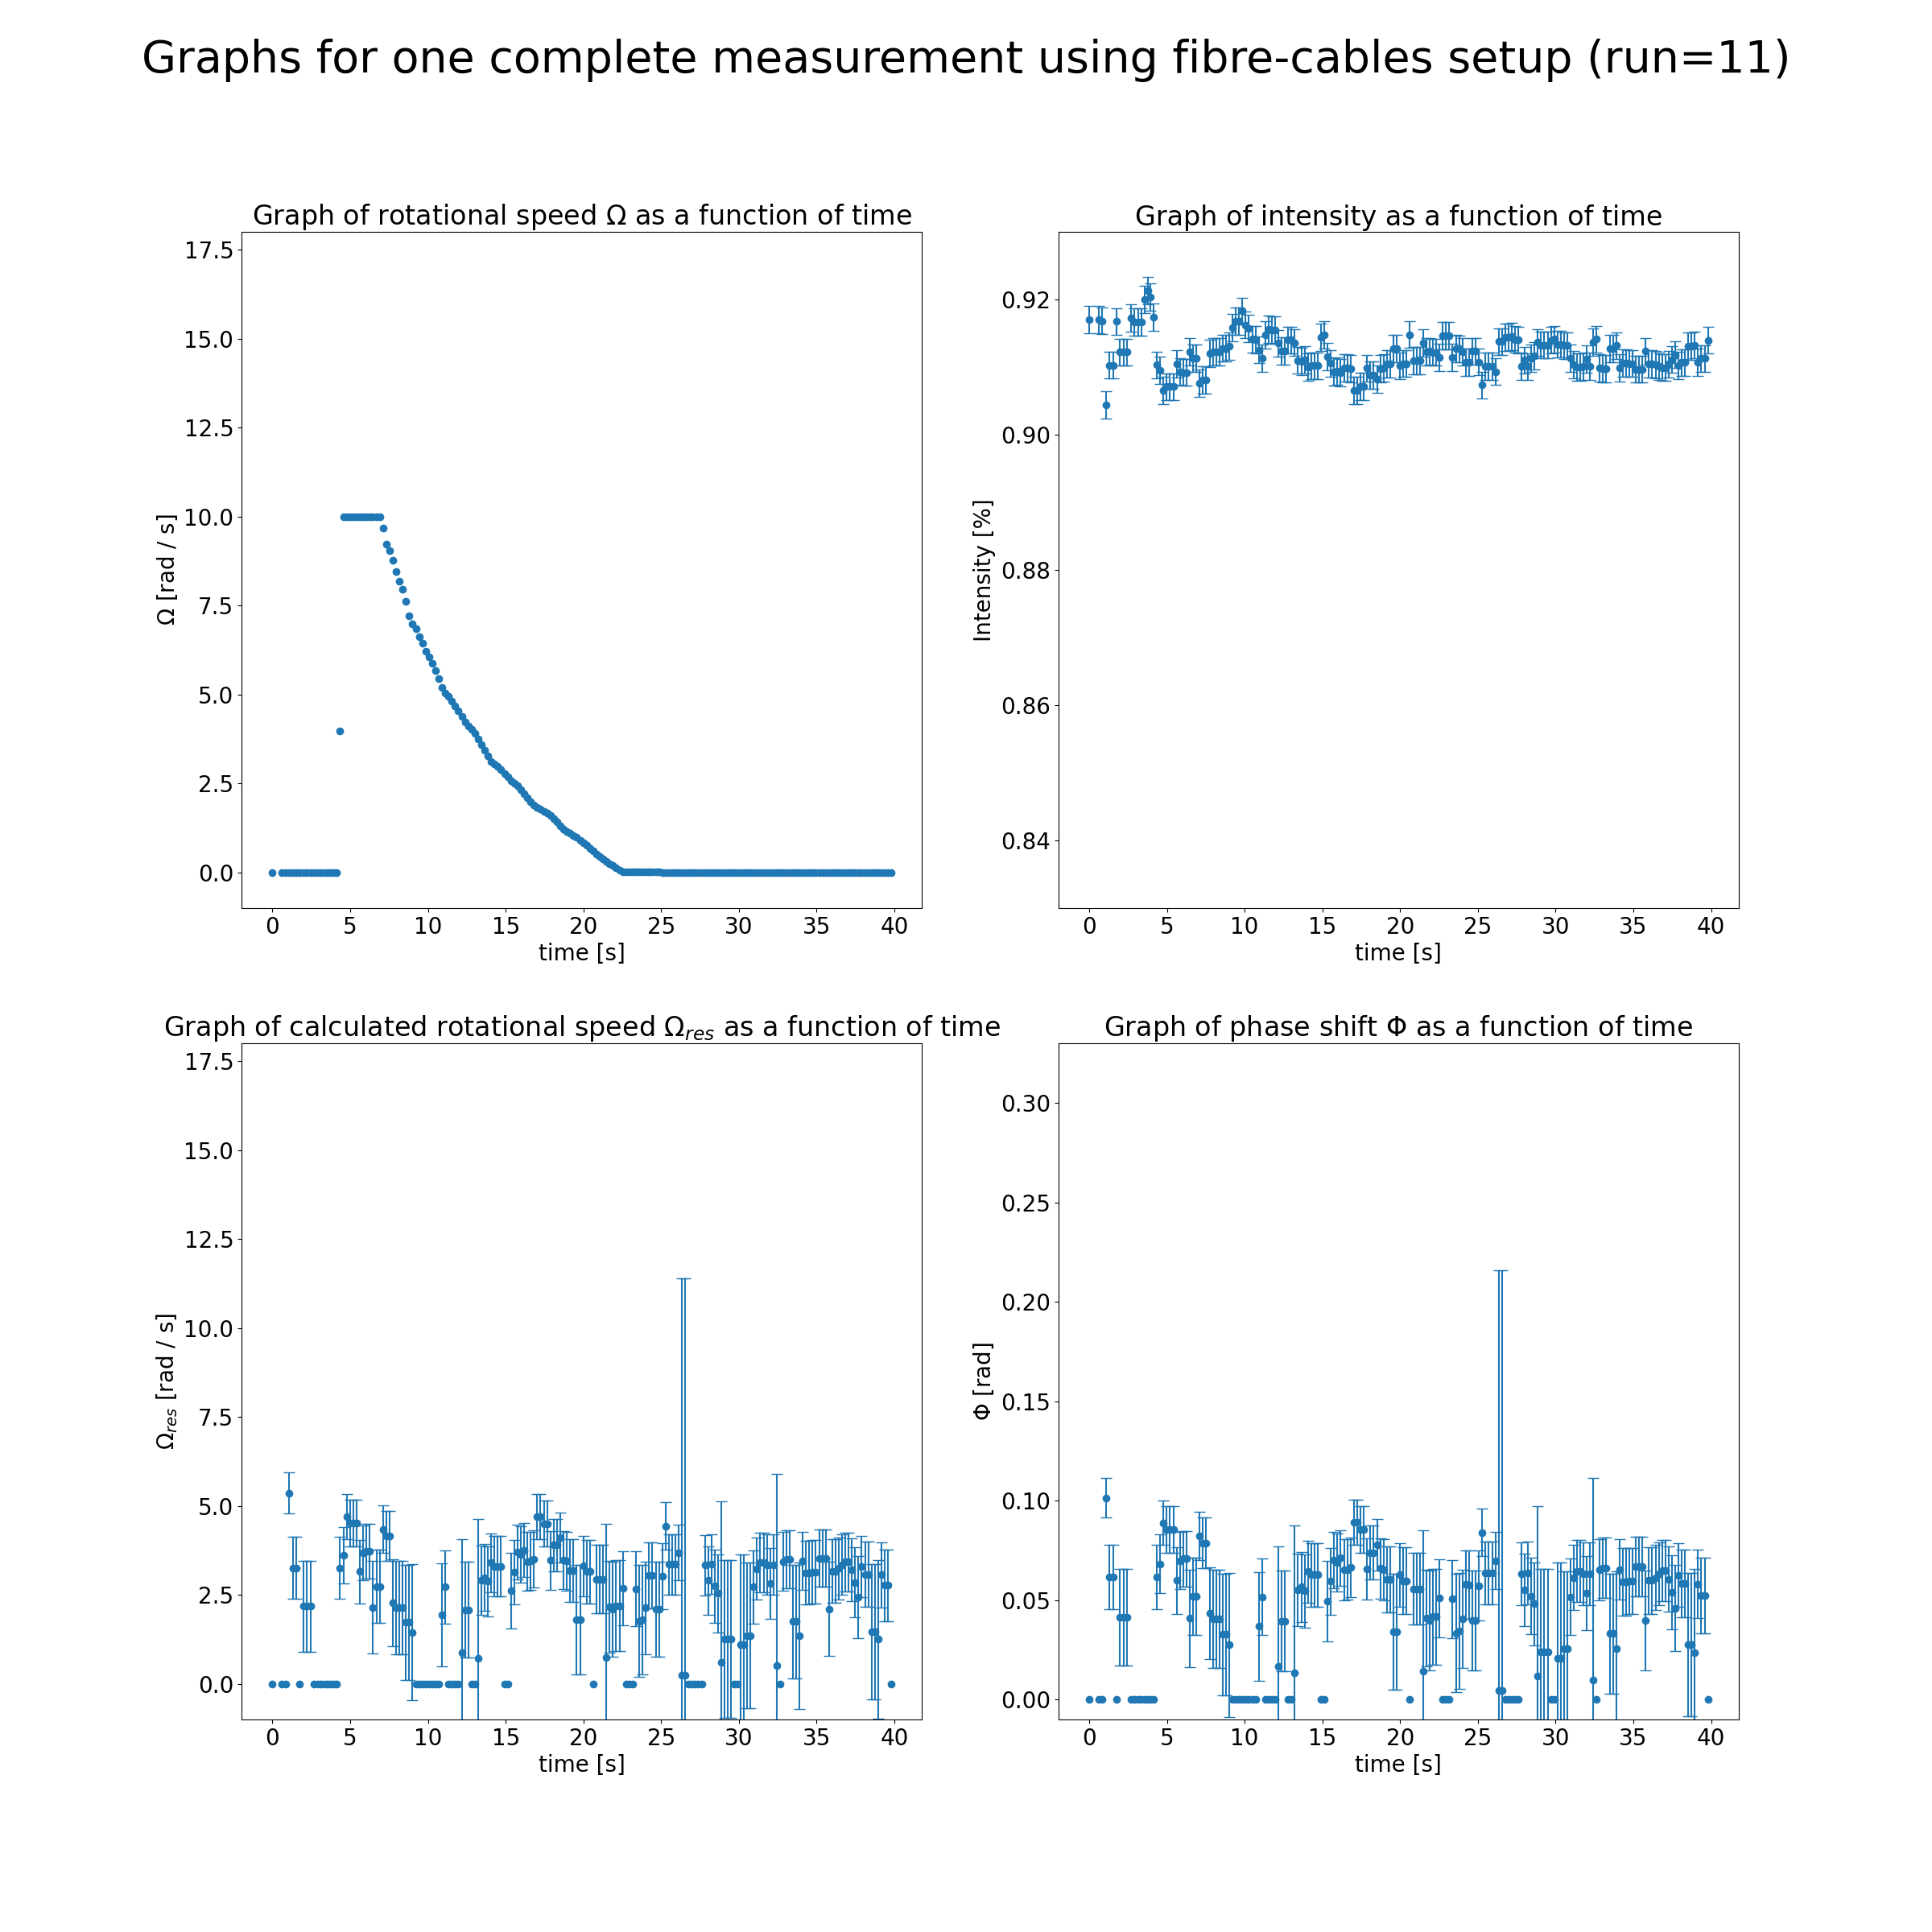 Graphs for one complete measurement using fibre-cables setup (run=11)
Graph of rotational speed Ω as a function of time
17.5
15.0
12.5
10.0
7.5
5.0
2.5
0.0
Ω [rad / s]
0 5 10 15 20 25 30 35 40
time [s]
Graph of intensity as a function of time
0.92
0.90
0.88
0.86
0.84
Intensity [%]
0 5 10 15 20 25 30 35 40
time [s]
Graph of calculated rotational speed Ω_res as a function of time
17.5
15.0
12.5
10.0
7.5
5.0
2.5
0.0
Ω_res [rad / s]
0 5 10 15 20 25 30 35 40
time [s]
Graph of phase shift Φ as a function of time
0.30
0.25
0.20
0.15
0.10
0.05
0.00
Φ [rad]
0 5 10 15 20 25 30 35 40
time [s]